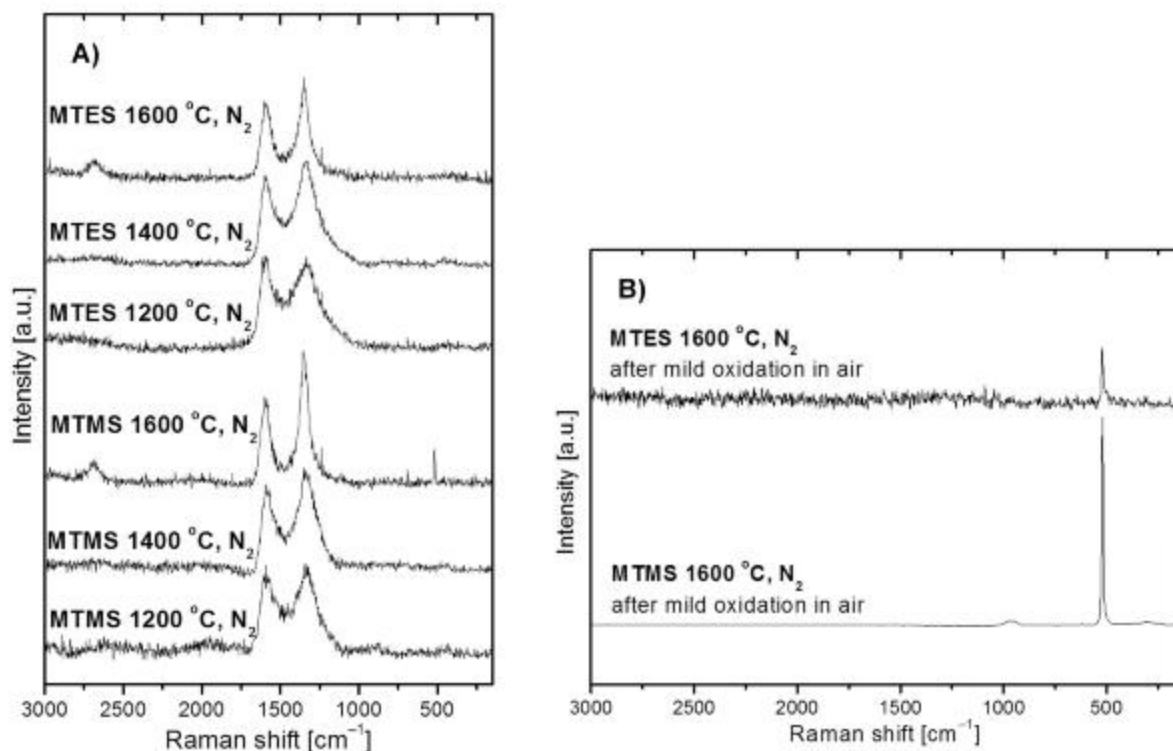 A)
MTES 1600 °C, N₂
MTES 1400 °C, N₂
MTES 1200 °C, N₂
MTMS 1600 °C, N₂
MTMS 1400 °C, N₂
MTMS 1200 °C, N₂
Intensity [a.u.]
3000 2500 2000 1500 1000 500
Raman shift [cm⁻¹]
B)
MTES 1600 °C, N₂
after mild oxidation in air
MTMS 1600 °C, N₂
after mild oxidation in air
Intensity [a.u.]
3000 2500 2000 1500 1000 500
Raman shift [cm⁻¹]